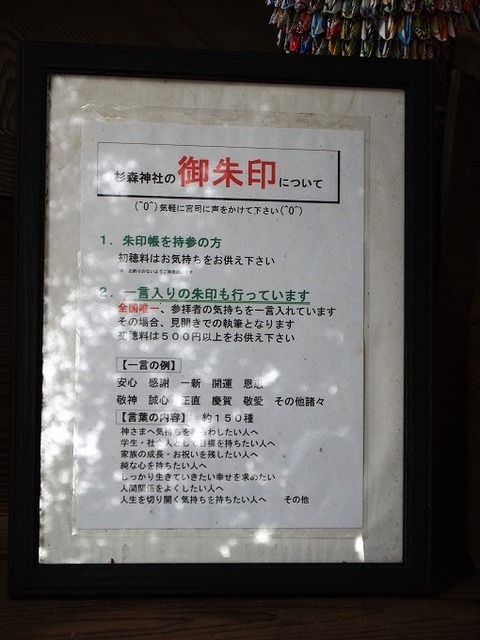 杉森神社の御朱印について
(^0^)気軽に宮司に声をかけて下さい(^0^)
1．朱印帳を持参の方
初穂料はお気持ちをお供え下さい
2．一言入りの朱印も行っています
全国唯一、参拝者の気持ちを一言入れています
その場合、見開きでの執筆となります
初穂料は５００円以上をお供え下さい
【一言の例】
安心 感謝 一新 開運 恩恵
敬神 誠心 正直 慶賀 敬愛 その他諸々
【言葉の内容】 約１５０種
神さまへ気持ちをあらわしたい人へ
学生・社会人として目標を持ちたい人へ
家族の成長・お祝いを残したい人へ
純な心を持ちたい人へ
しっかり生きていきたい幸せを求めたい
人間関係をよくしたい人へ
人生を切り開く気持ちを持ちたい人へ その他